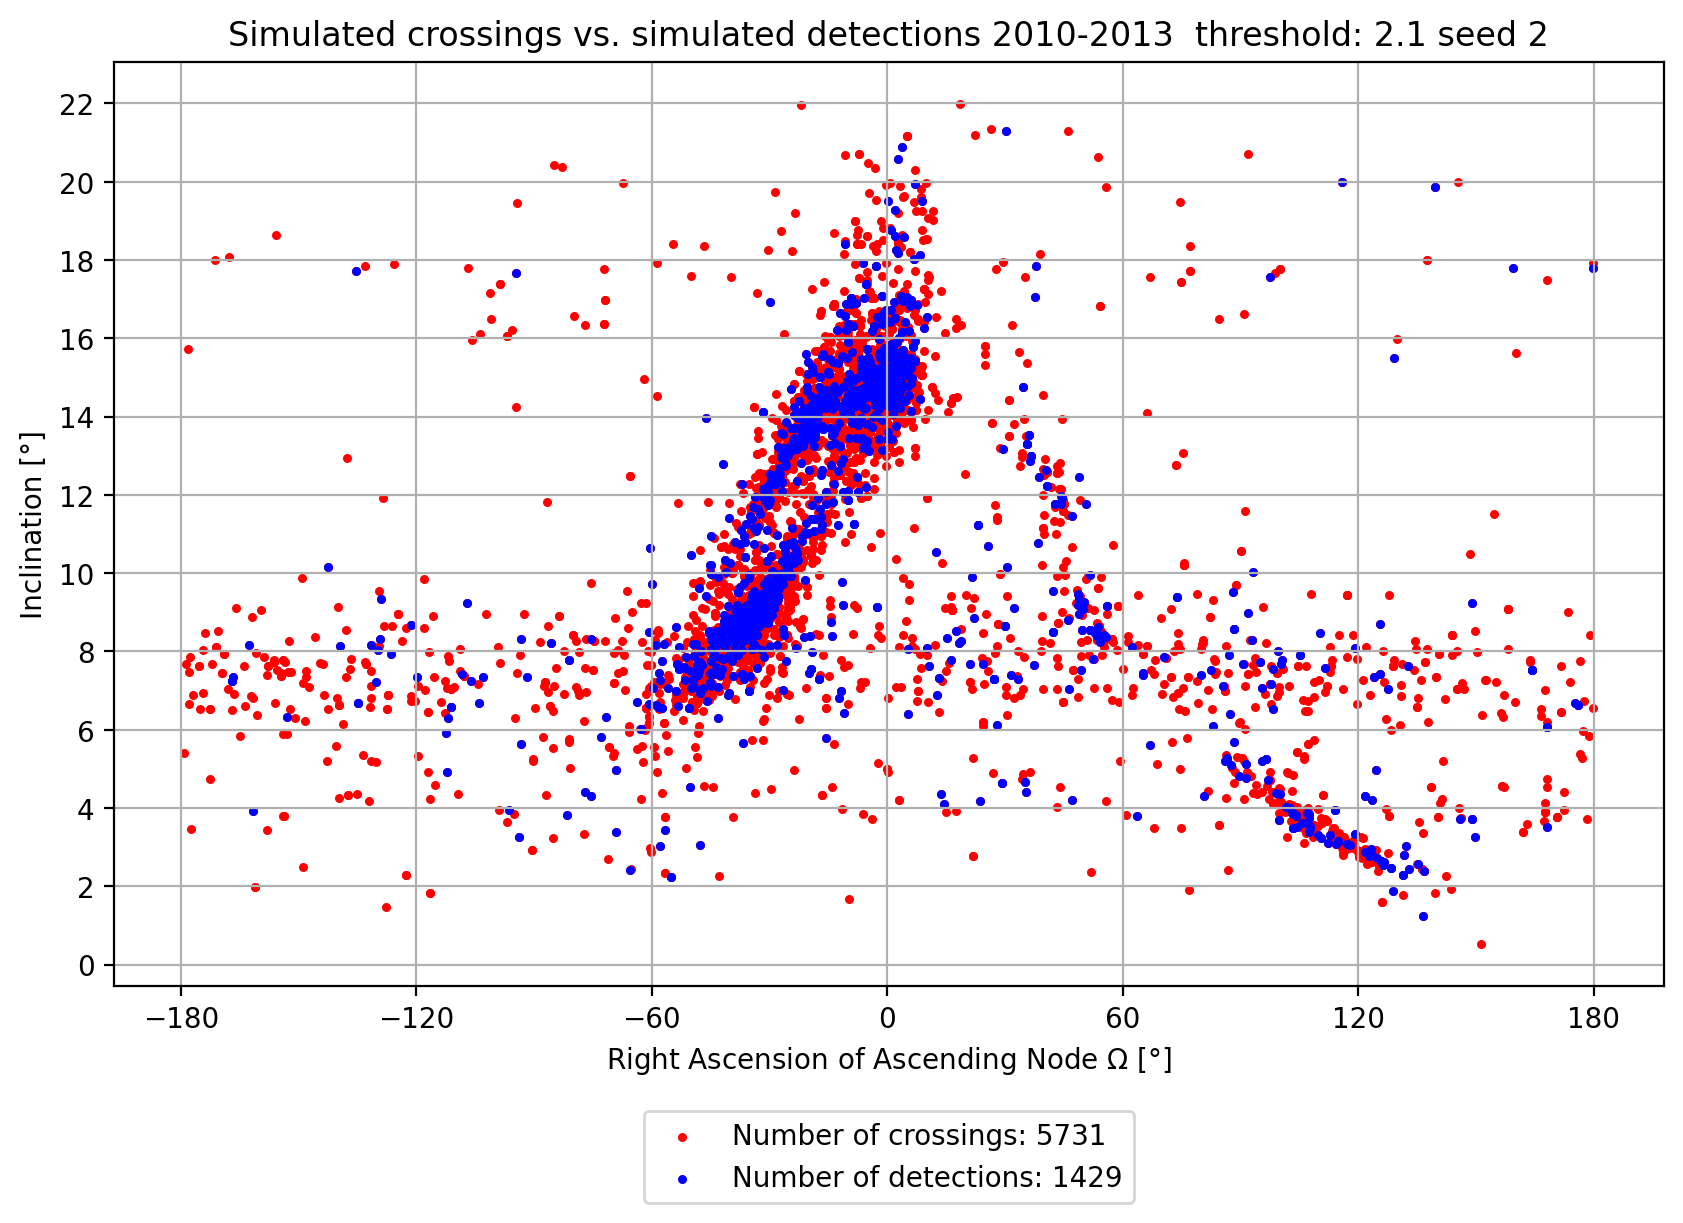 Simulated crossings vs. simulated detections 2010-2013  threshold: 2.1 seed 2
22
20
18
16
14
12
10
8
6
4
2
0
Inclination [°]
−180 −120 −60 0 60 120 180
Right Ascension of Ascending Node Ω [°]
Number of crossings: 5731
Number of detections: 1429